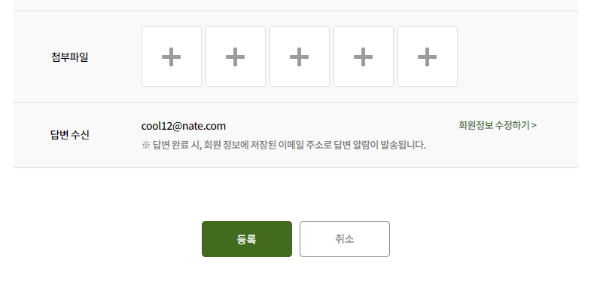 첨부파일
답변 수신
cool12@nate.com
회원정보 수정하기 >
※ 답변 완료 시, 회원 정보에 저장된 이메일 주소로 답변 알람이 발송됩니다.
등록
취소